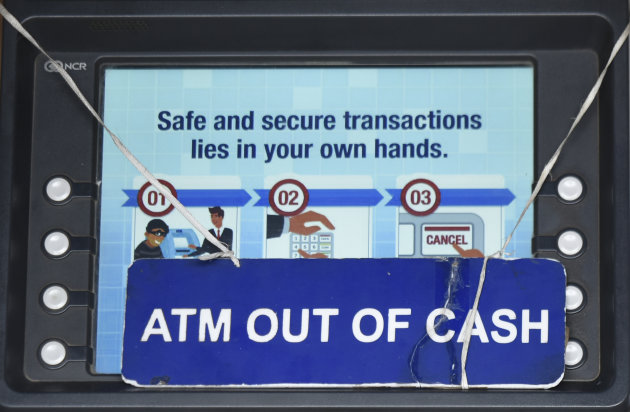 NCR
Safe and secure transactions
lies in your own hands.
01 02 03
CANCEL
ATM OUT OF CASH